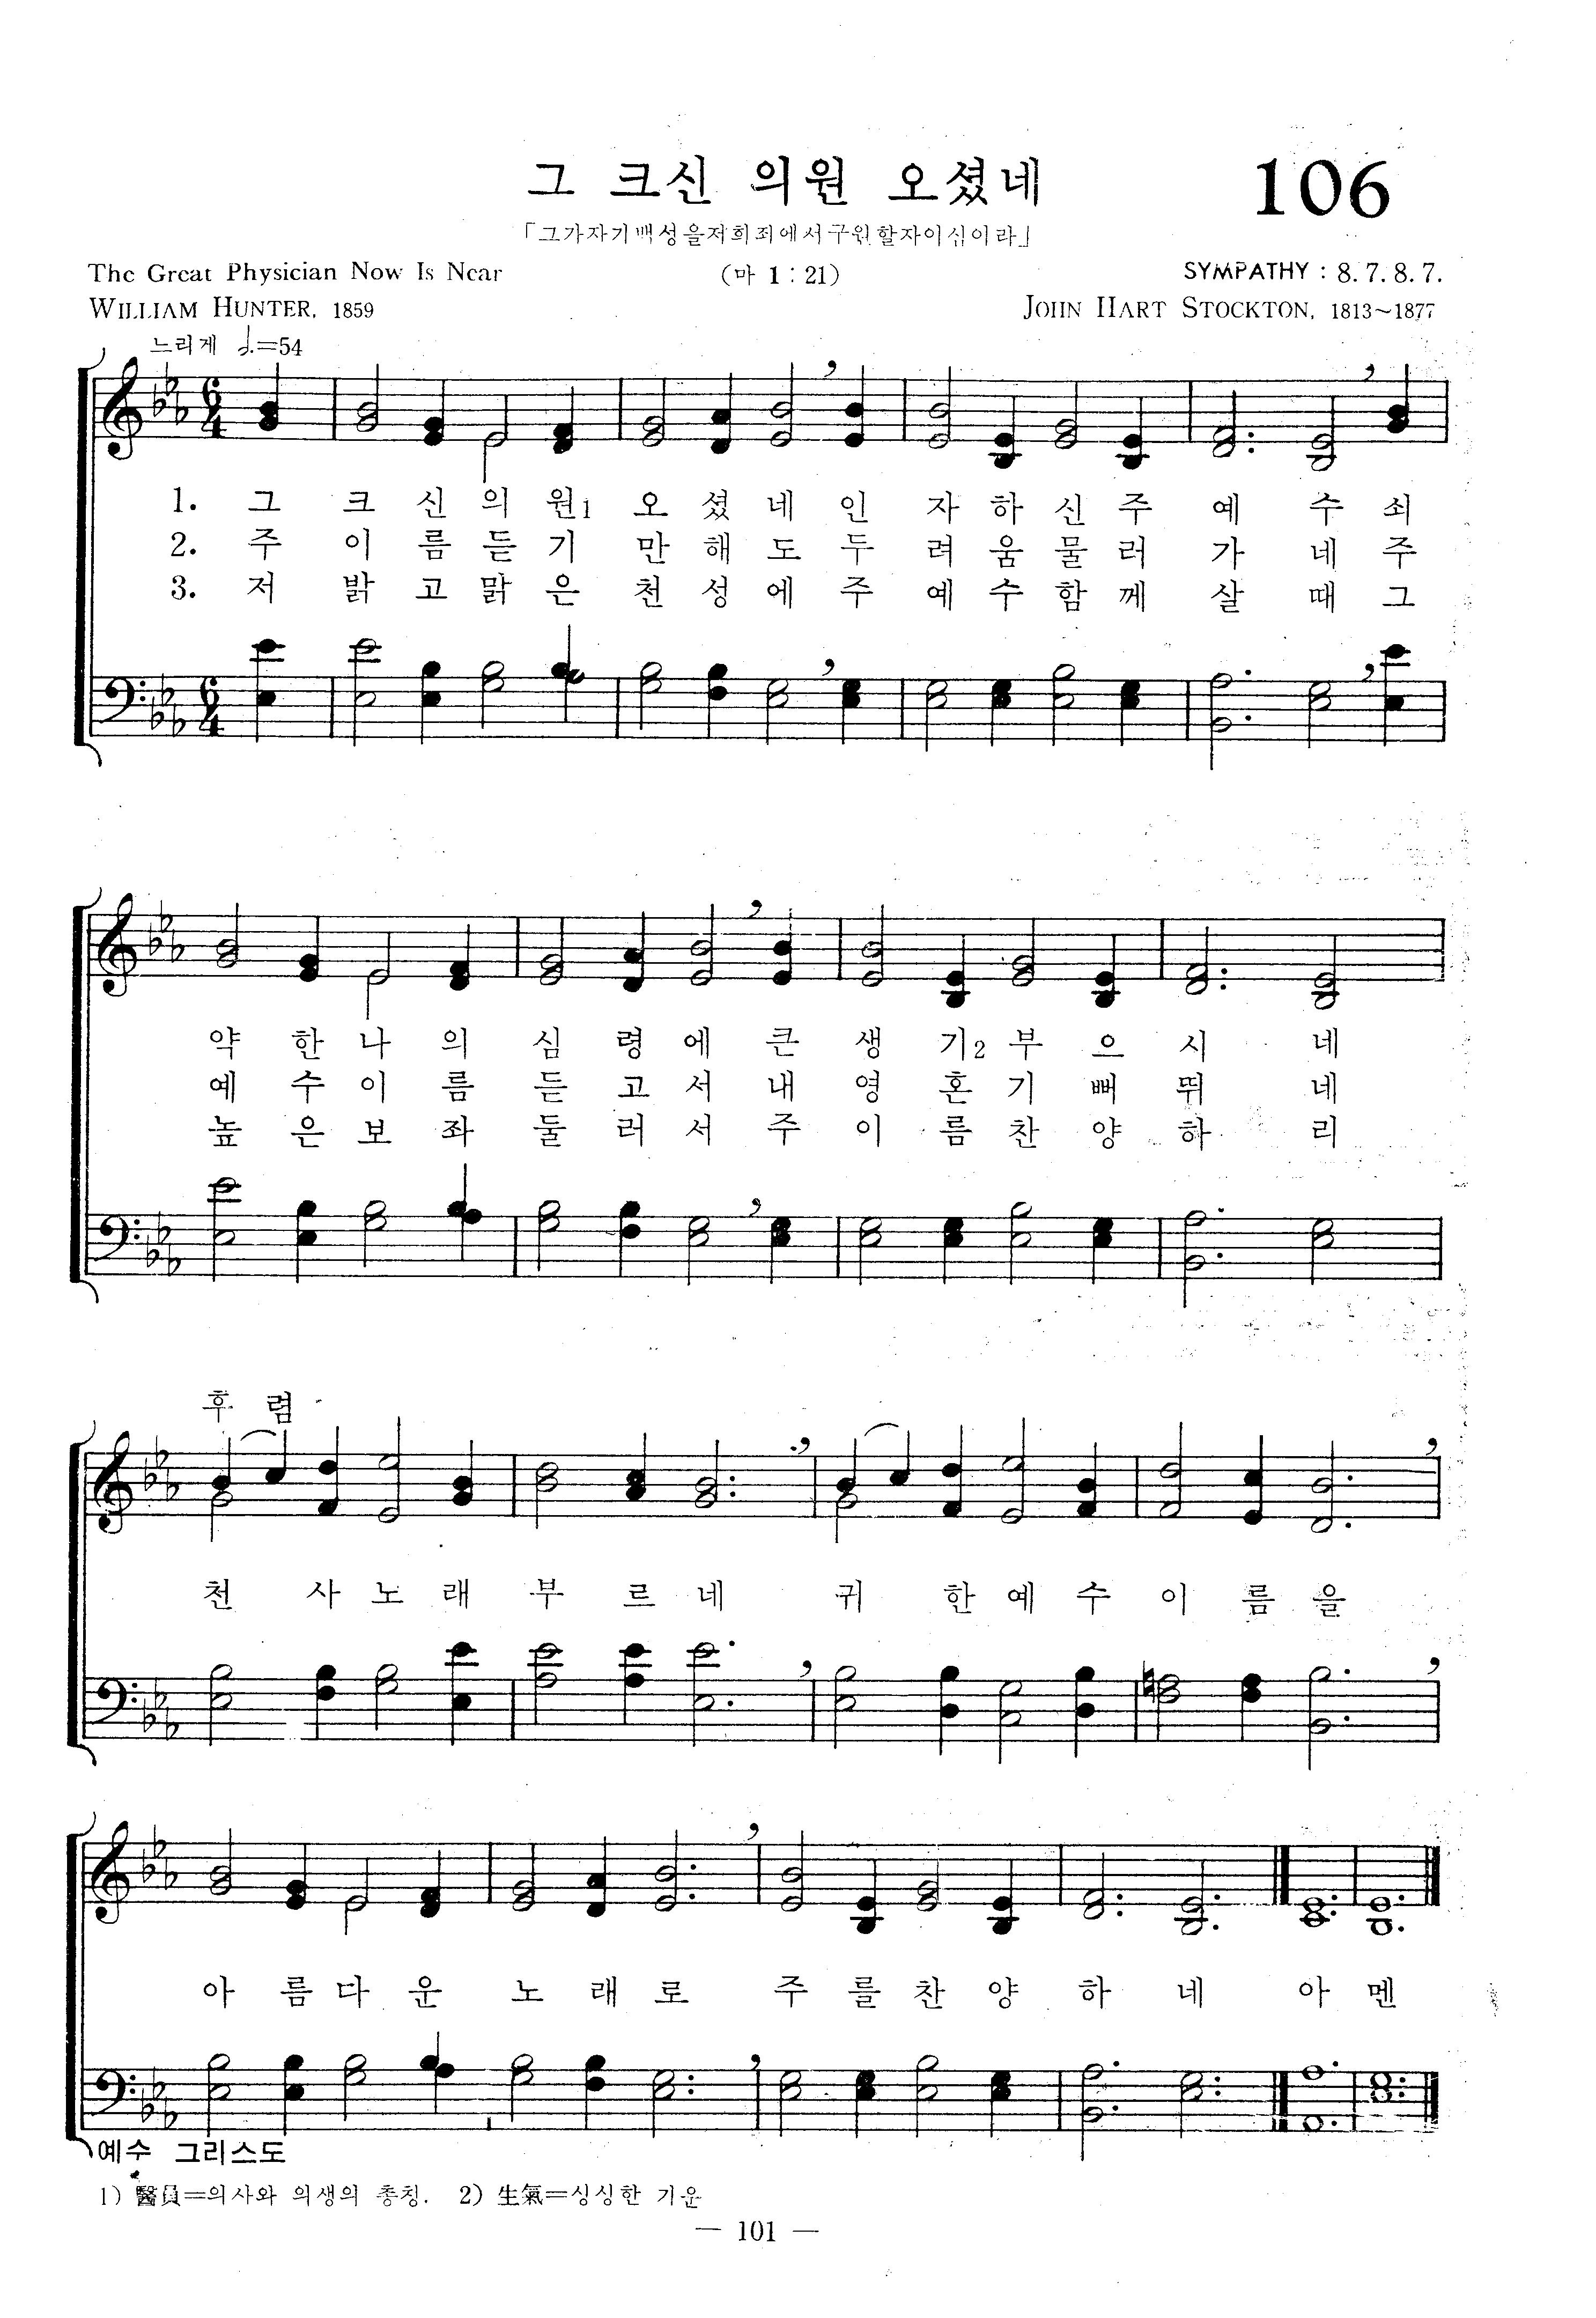 그 크신 의원 오셨네
106
「그가자기백성을저희죄에서구원할자이심이라」
The Great Physician Now Is Near
(마 1 : 21)
SYMPATHY : 8. 7. 8. 7.
WILLIAM HUNTER, 1859
JOHN HART STOCKTON, 1813~1877
느리게 𝅗𝅥.=54
1. 그 크 신 의 원1 오 셨 네 인 자 하 신 주 예 수 쇠
2. 주 이 름 듣 기 만 해 도 두 려 움 물 러 가 네 주
3. 저 밝 고 맑 은 천 성 에 주 예 수 함 께 살 때 그
약 한 나 의 심 령 에 큰 생 기2 부 으 시 네
예 수 이 름 듣 고 서 내 영 혼 기 뻐 뛰 네
높 은 보 좌 둘 러 서 주 이 름 찬 양 하 리
후 렴
천 사 노 래 부 르 네 귀 한 예 수 이 름 을
아 름 다 운 노 래 로 주 를 찬 양 하 네 아 멘
예수 그리스도
1) 醫員=의사와 의생의 총칭. 2) 生氣=싱싱한 기운
— 101 —